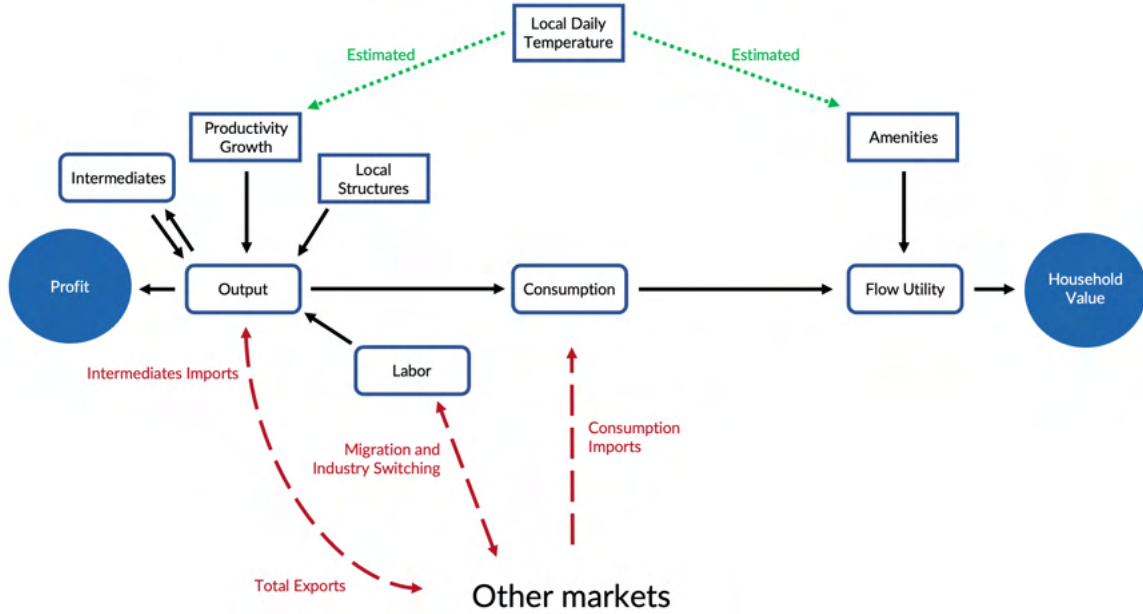 Local Daily
Temperature
Estimated
Estimated
Productivity
Growth
Amenities
Intermediates
Local
Structures
Profit
Output
Consumption
Flow Utility
Household
Value
Intermediates Imports
Labor
Migration and
Industry Switching
Consumption
Imports
Total Exports
Other markets